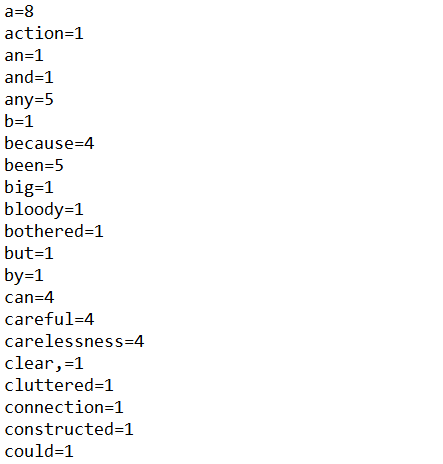 a=8
action=1
an=1
and=1
any=5
b=1
because=4
been=5
big=1
bloody=1
bothered=1
but=1
by=1
can=4
careful=4
carelessness=4
clear,=1
cluttered=1
connection=1
constructed=1
could=1